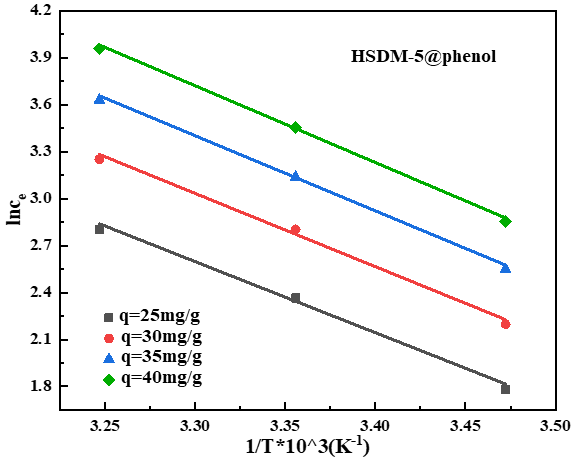 4.2
3.9
3.6
3.3
3.0
2.7
2.4
2.1
1.8
lnce
HSDM-5@phenol
q=25mg/g
q=30mg/g
q=35mg/g
q=40mg/g
3.25 3.30 3.35 3.40 3.45 3.50
1/T*10^3(K-1)